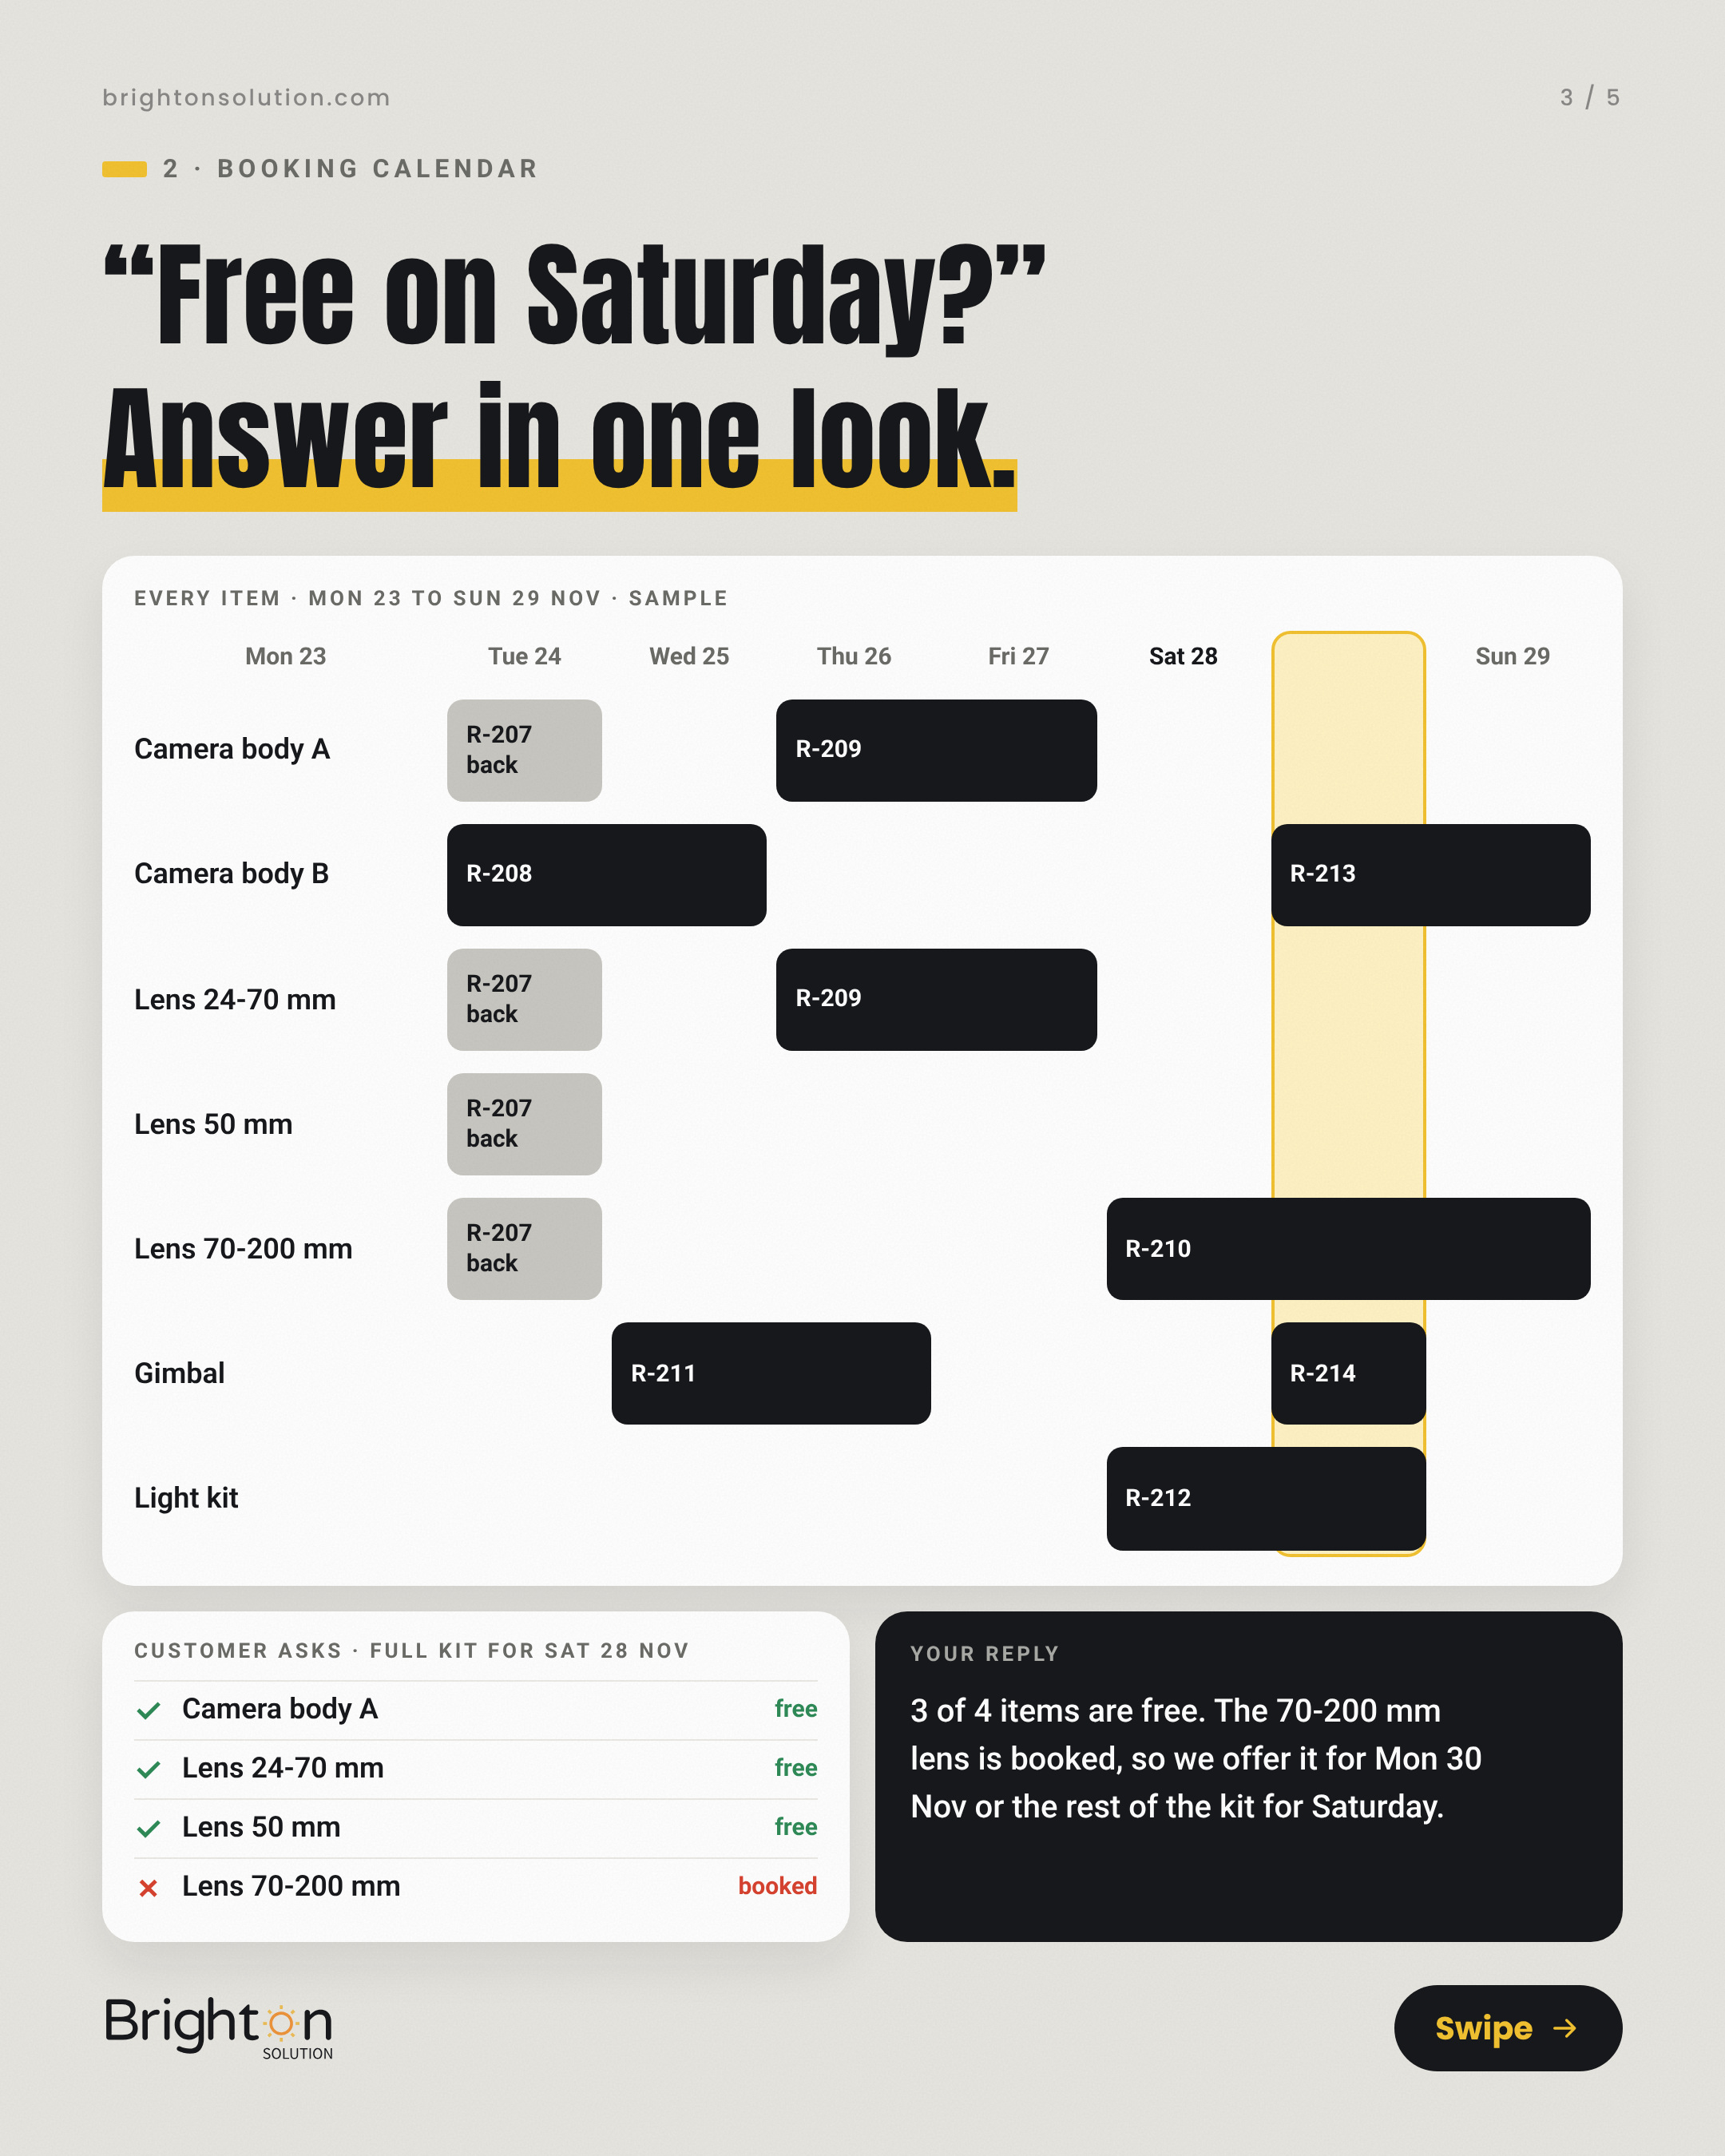 brightonsolution.com
3 / 5
2 · BOOKING CALENDAR
“Free on Saturday?”
Answer in one look.
EVERY ITEM · MON 23 TO SUN 29 NOV · SAMPLE
Mon 23 Tue 24 Wed 25 Thu 26 Fri 27 Sat 28 Sun 29
Camera body A
R-207
back
R-209
Camera body B
R-208
R-213
Lens 24-70 mm
R-207
back
R-209
Lens 50 mm
R-207
back
Lens 70-200 mm
R-207
back
R-210
Gimbal
R-211
R-214
Light kit
R-212
CUSTOMER ASKS · FULL KIT FOR SAT 28 NOV
Camera body A free
Lens 24-70 mm free
Lens 50 mm free
Lens 70-200 mm booked
YOUR REPLY
3 of 4 items are free. The 70-200 mm
lens is booked, so we offer it for Mon 30
Nov or the rest of the kit for Saturday.
Brighton
SOLUTION
Swipe →